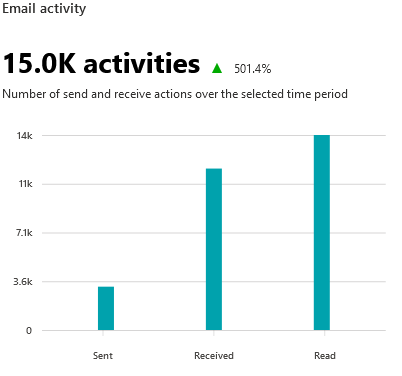 Email activity
15.0K activities ▲ 501.4%
Number of send and receive actions over the selected time period
14k
11k
7.1k
3.6k
0
Sent Received Read